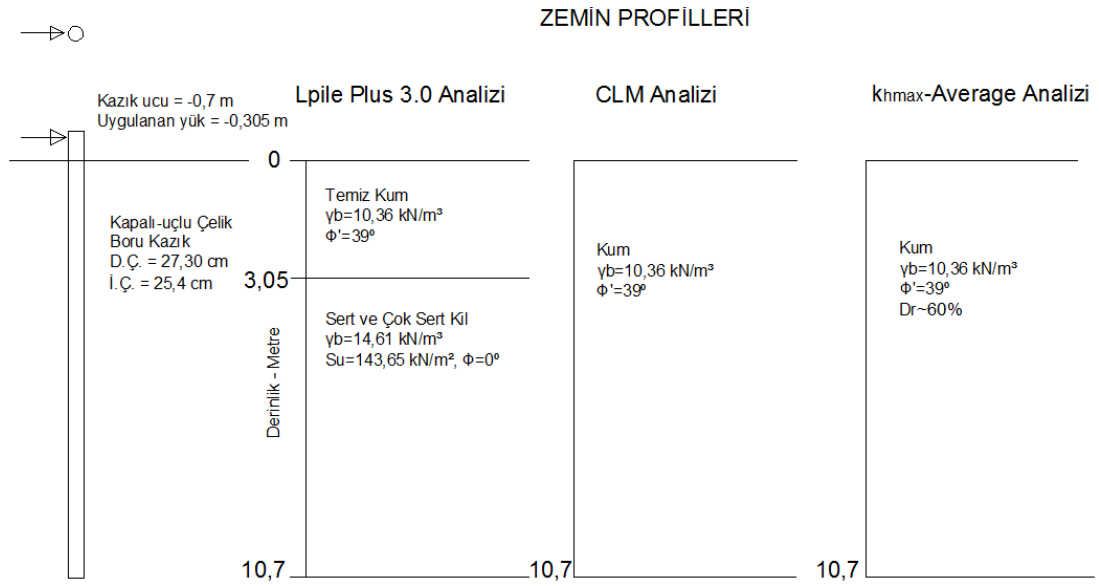 ZEMİN PROFİLLERİ
Kazık ucu = -0,7 m
Uygulanan yük = -0,305 m
Lpile Plus 3.0 Analizi
CLM Analizi
khmax-Average Analizi
0
Kapalı-uçlu Çelik
Boru Kazık
D.Ç. = 27,30 cm
İ.Ç. = 25,4 cm
3,05
Derinlik - Metre
10,7
Temiz Kum
γb=10,36 kN/m³
Φ'=39⁰
Sert ve Çok Sert Kil
γb=14,61 kN/m³
Su=143,65 kN/m², Φ=0⁰
Kum
γb=10,36 kN/m³
Φ'=39⁰
10,7
Kum
γb=10,36 kN/m³
Φ'=39⁰
Dr~60%
10,7